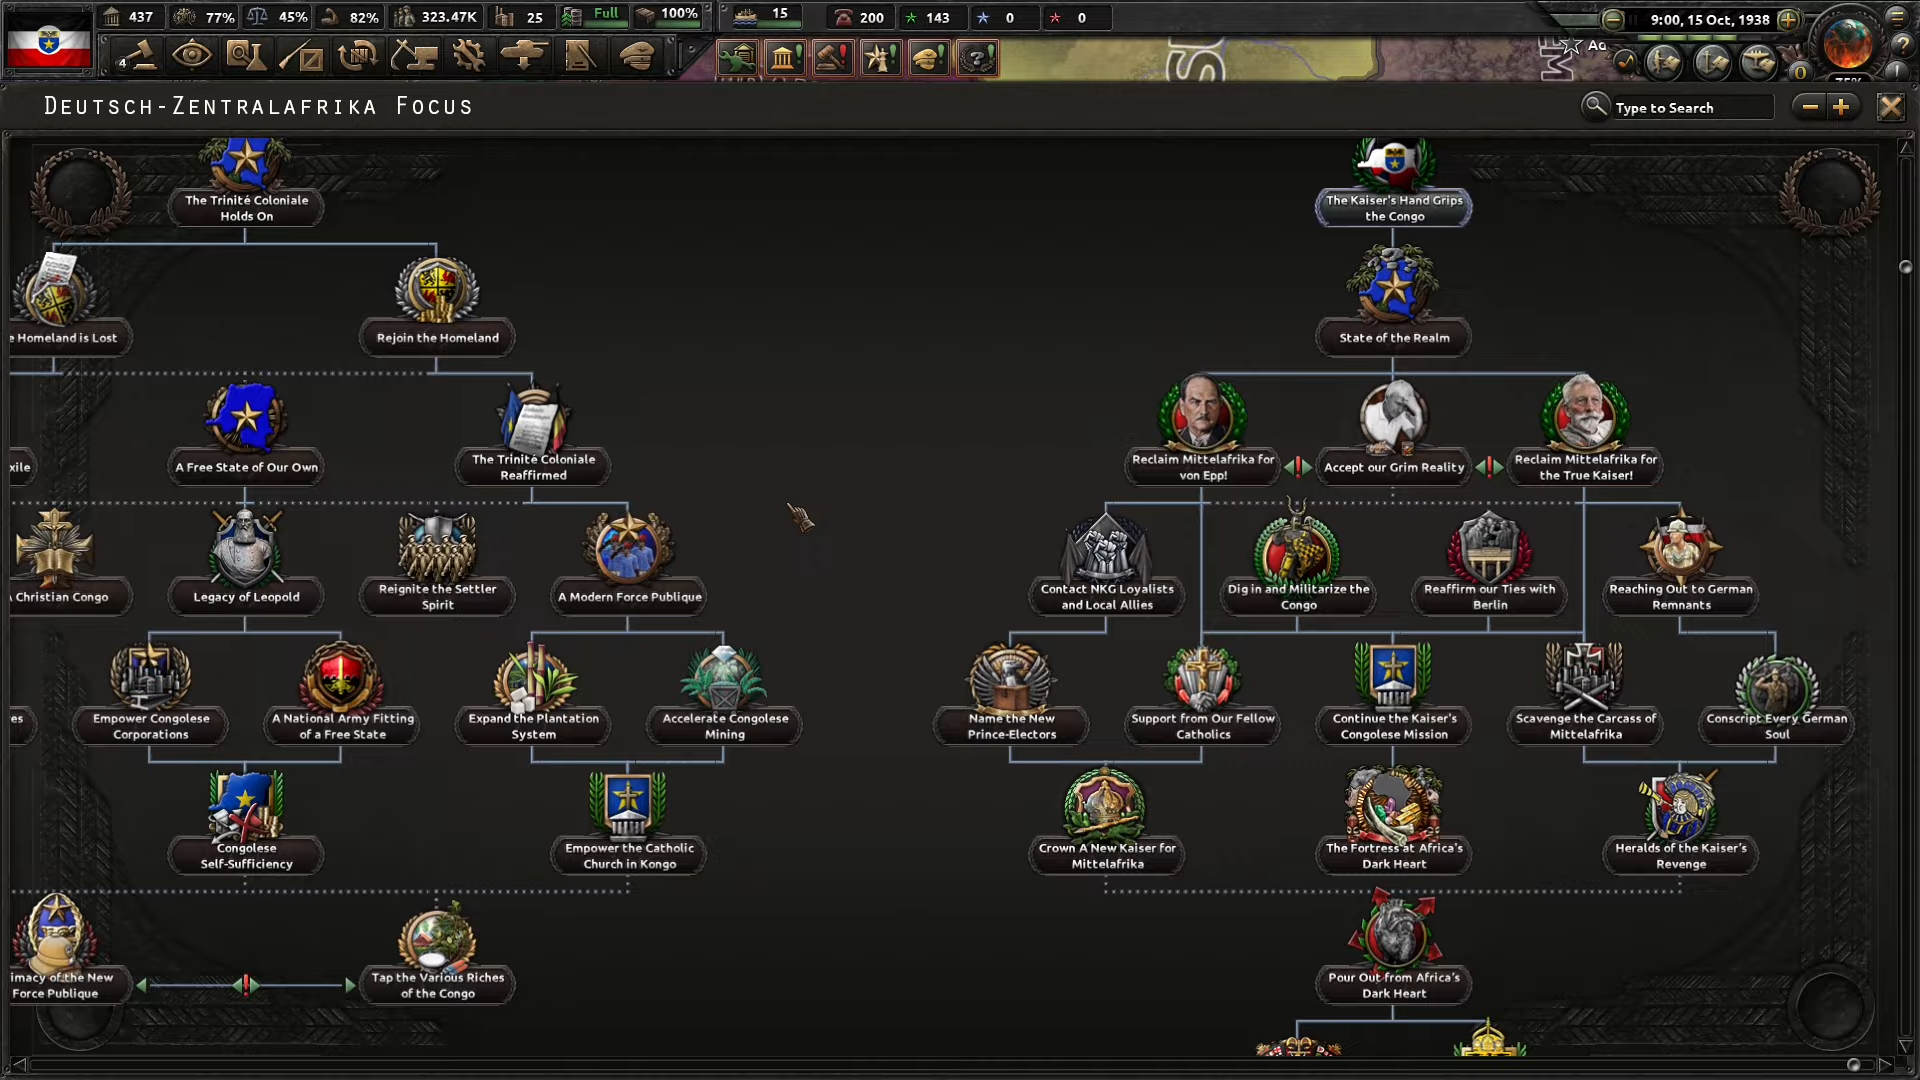 437
77%
45%
82%
323.47K
25
Full
100%
15
200
143
0
0
9:00, 15 Oct, 1938
4
0
DEUTSCH-ZENTRALAFRIKA FOCUS
Type to Search
The Trinité Coloniale
Holds On
The Kaiser's Hand Grips
the Congo
e Homeland is Lost
Rejoin the Homeland
State of the Realm
xile
A Free State of Our Own
The Trinité Coloniale
Reaffirmed
Reclaim Mittelafrika for
von Epp!
Accept our Grim Reality
Reclaim Mittelafrika for
the True Kaiser!
Christian Congo
Legacy of Leopold
Reignite the Settler
Spirit
A Modern Force Publique
Contact NKG Loyalists
and Local Allies
Dig in and Militarize the
Congo
Reaffirm our Ties with
Berlin
Reaching Out to German
Remnants
res
Empower Congolese
Corporations
A National Army Fitting
of a Free State
Expand the Plantation
System
Accelerate Congolese
Mining
Name the New
Prince-Electors
Support from Our Fellow
Catholics
Continue the Kaiser's
Congolese Mission
Scavenge the Carcass of
Mittelafrika
Conscript Every German
Soul
Congolese
Self-Sufficiency
Empower the Catholic
Church in Kongo
Crown A New Kaiser for
Mittelafrika
The Fortress at Africa's
Dark Heart
Heralds of the Kaiser's
Revenge
imacy of the New
Force Publique
Tap the Various Riches
of the Congo
Pour Out from Africa's
Dark Heart